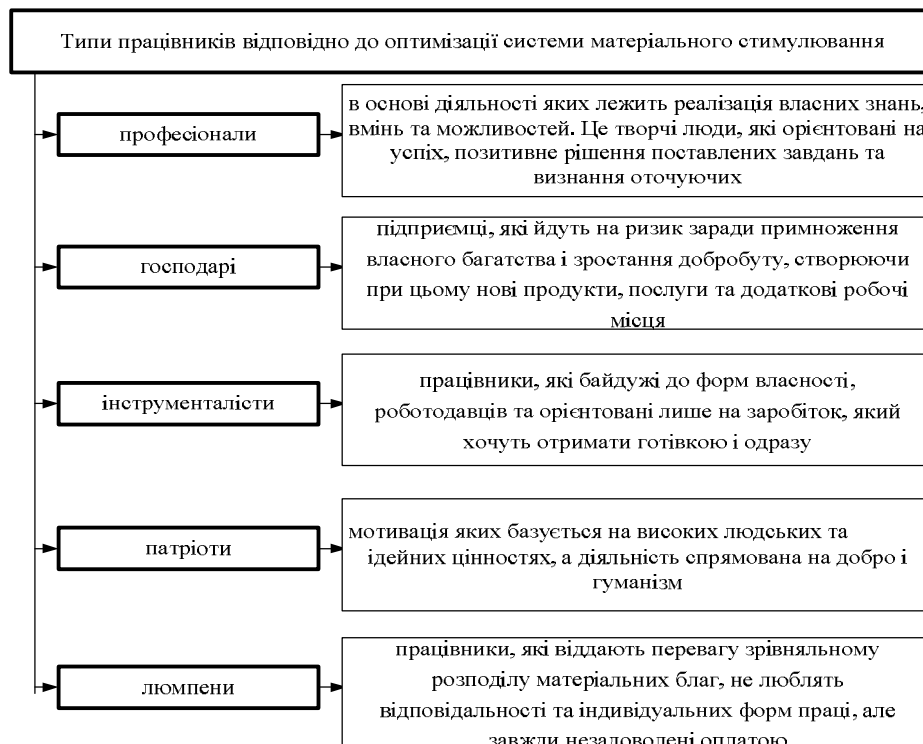 Типи працівників відповідно до оптимізації системи матеріального стимулювання
професіонали
в основі діяльності яких лежить реалізація власних знань,
вмінь та можливостей. Це творчі люди, які орієнтовані на
успіх, позитивне рішення поставлених завдань та
визнання оточуючих
господарі
підприємці, які йдуть на ризик заради примноження
власного багатства і зростання добробуту, створюючи
при цьому нові продукти, послуги та додаткові робочі
місця
інструменталісти
працівники, які байдужі до форм власності,
роботодавців та орієнтовані лише на заробіток, який
хочуть отримати готівкою і одразу
патріоти
мотивація яких базується на високих людських та
ідейних цінностях, а діяльність спрямована на добро і
гуманізм
люмпени
працівники, які віддають перевагу зрівняльному
розподілу матеріальних благ, не люблять
відповідальності та індивідуальних форм праці, але
завжди незадоволені оплатою